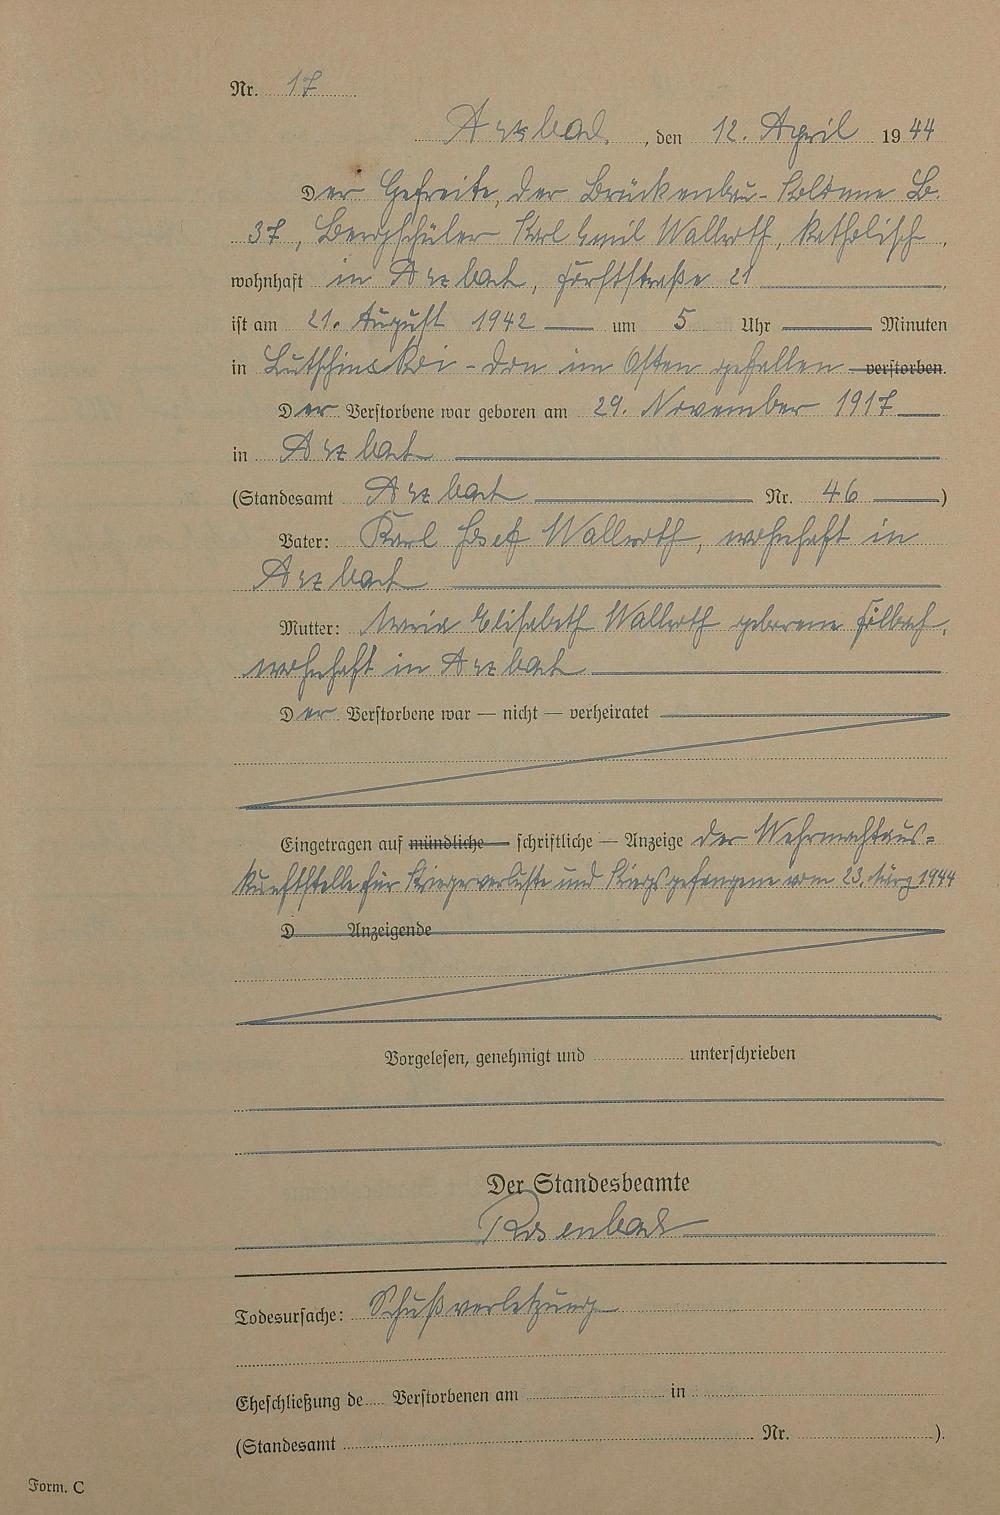 Nr. 17
Arzbach, den 12. April 1944
Der Gefreite, der Brückenbau-Kolonne B.
37, Bergschüler Karl Emil Wallroth, katholisch,
wohnhaft in Arzbach, Forststraße 21
ist am 21. August 1942 um 5 Uhr Minuten
in Lutschinskoi-Don im Osten gefallen verstorben.
Der Verstorbene war geboren am 29. November 1917
in Arzbach
(Standesamt Arzbach Nr. 46)
Vater: Karl Josef Wallroth, wohnhaft in
Arzbach
Mutter: Maria Elisabeth Wallroth geborene
wohnhaft in Arzbach
Der Verstorbene war — nicht — verheiratet
Eingetragen auf mündliche — schriftliche — Anzeige der Wehrmachtaus-
kunftstelle für Kriegerverluste und Kriegsgefangene vom 23. März 1944
D Anzeigende
Vorgelesen, genehmigt und unterschrieben
Der Standesbeamte
Todesursache: Schußverletzung
Eheschließung de Verstorbenen am in
(Standesamt Nr. ).
Form. C